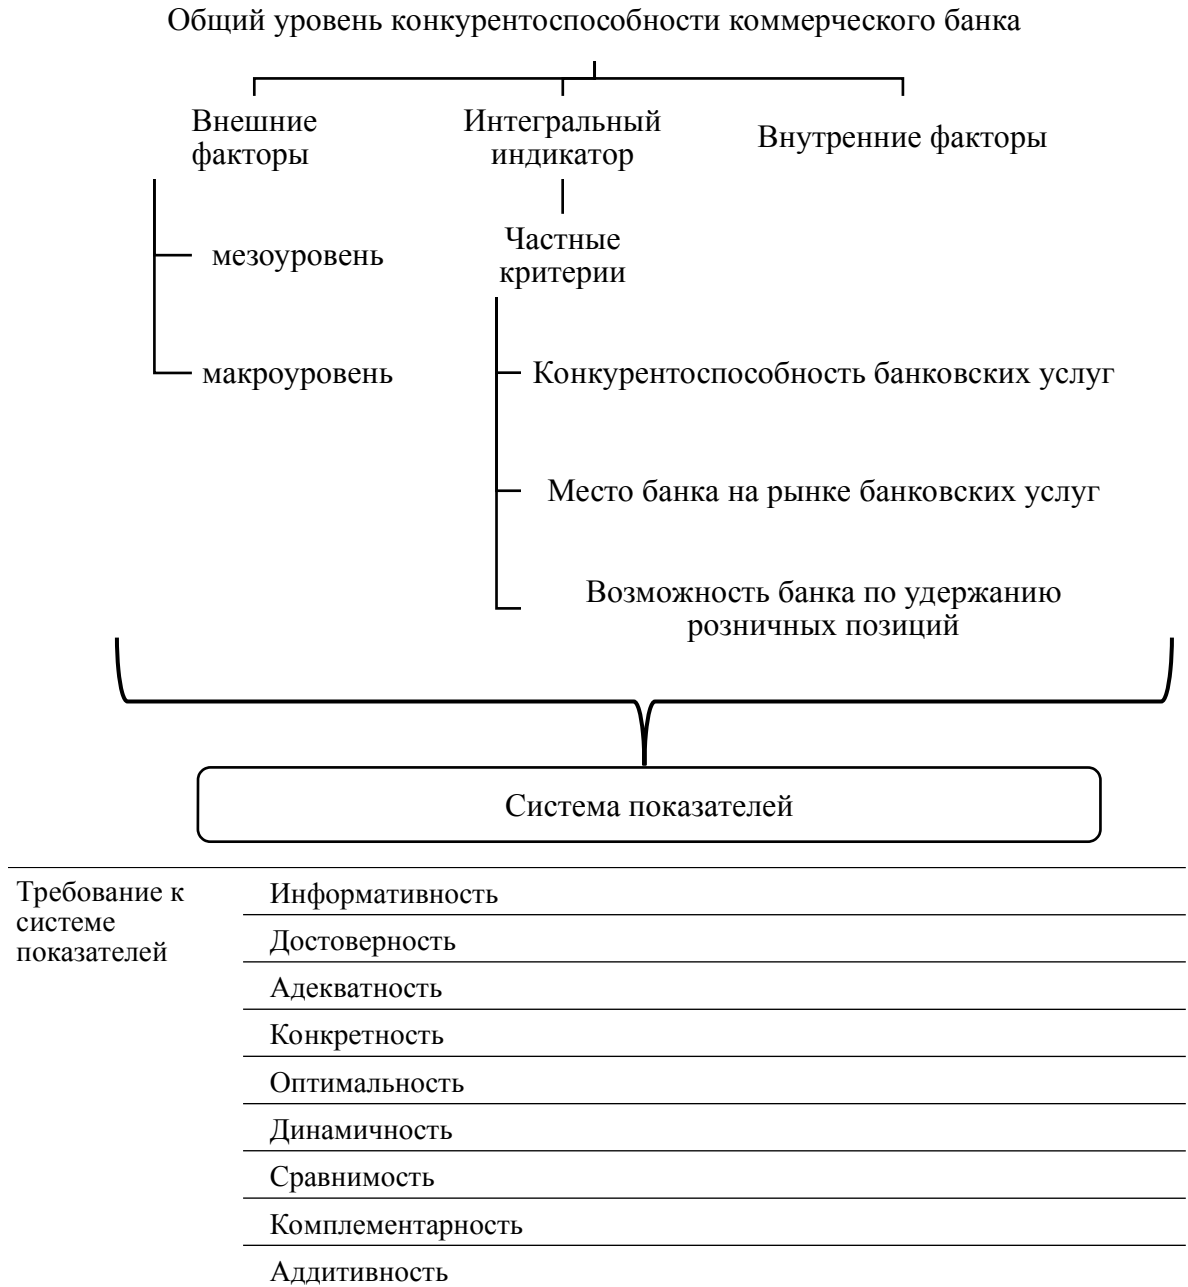 Общий уровень конкурентоспособности коммерческого банка
Внешние
факторы
Интегральный
индикатор
Внутренние факторы
мезоуровень
макроуровень
Частные
критерии
Конкурентоспособность банковских услуг
Место банка на рынке банковских услуг
Возможность банка по удержанию
розничных позиций
Система показателей
Требование к
системе
показателей
Информативность
Достоверность
Адекватность
Конкретность
Оптимальность
Динамичность
Сравнимость
Комплементарность
Аддитивность